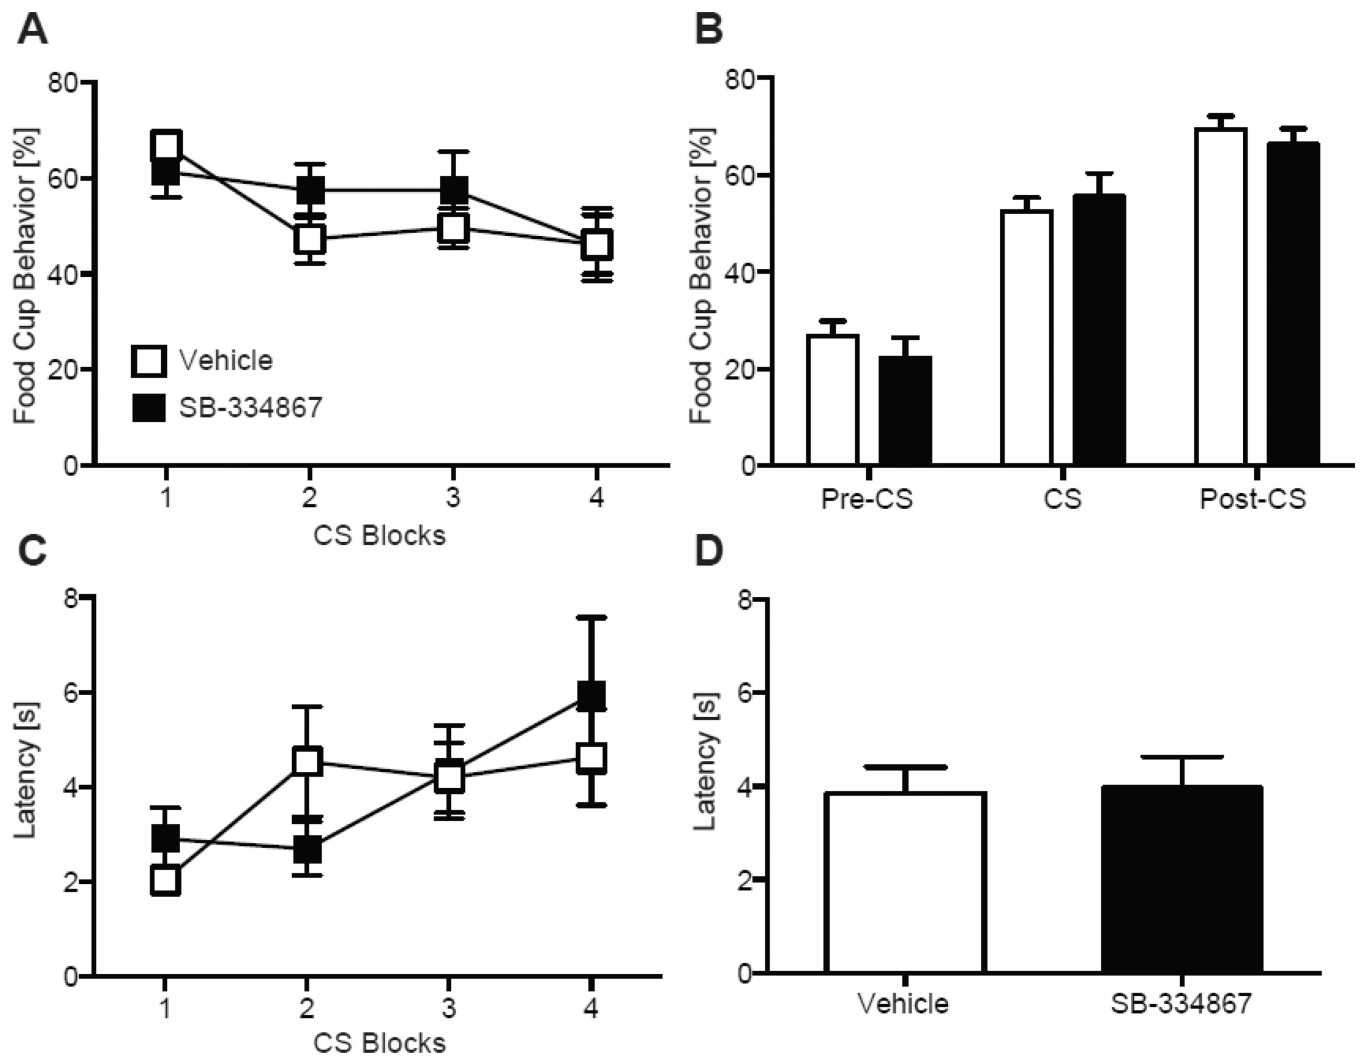 A
Food Cup Behavior [%]
80
60
40
20
0
Vehicle
SB-334867
1 2 3 4
CS Blocks
B
Food Cup Behavior [%]
80
60
40
20
0
Pre-CS CS Post-CS
C
Latency [s]
8
6
4
2
0
1 2 3 4
CS Blocks
D
Latency [s]
8
6
4
2
0
Vehicle SB-334867